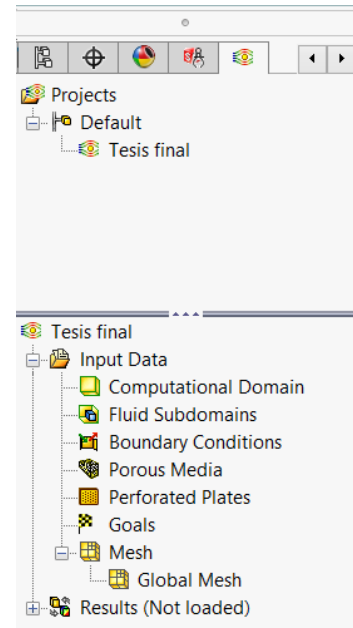 Projects
Default
Tesis final
Tesis final
Input Data
Computational Domain
Fluid Subdomains
Boundary Conditions
Porous Media
Perforated Plates
Goals
Mesh
Global Mesh
Results (Not loaded)